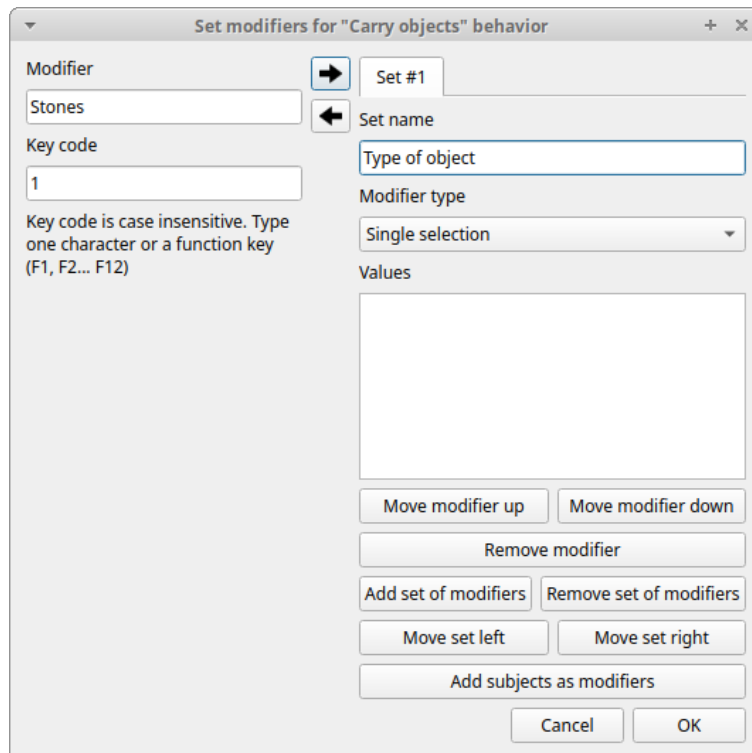 Set modifiers for "Carry objects" behavior
Modifier
Stones
Key code
1
Key code is case insensitive. Type
one character or a function key
(F1, F2... F12)
Set #1
Set name
Type of object
Modifier type
Single selection
Values
Move modifier up
Move modifier down
Remove modifier
Add set of modifiers
Remove set of modifiers
Move set left
Move set right
Add subjects as modifiers
Cancel
OK